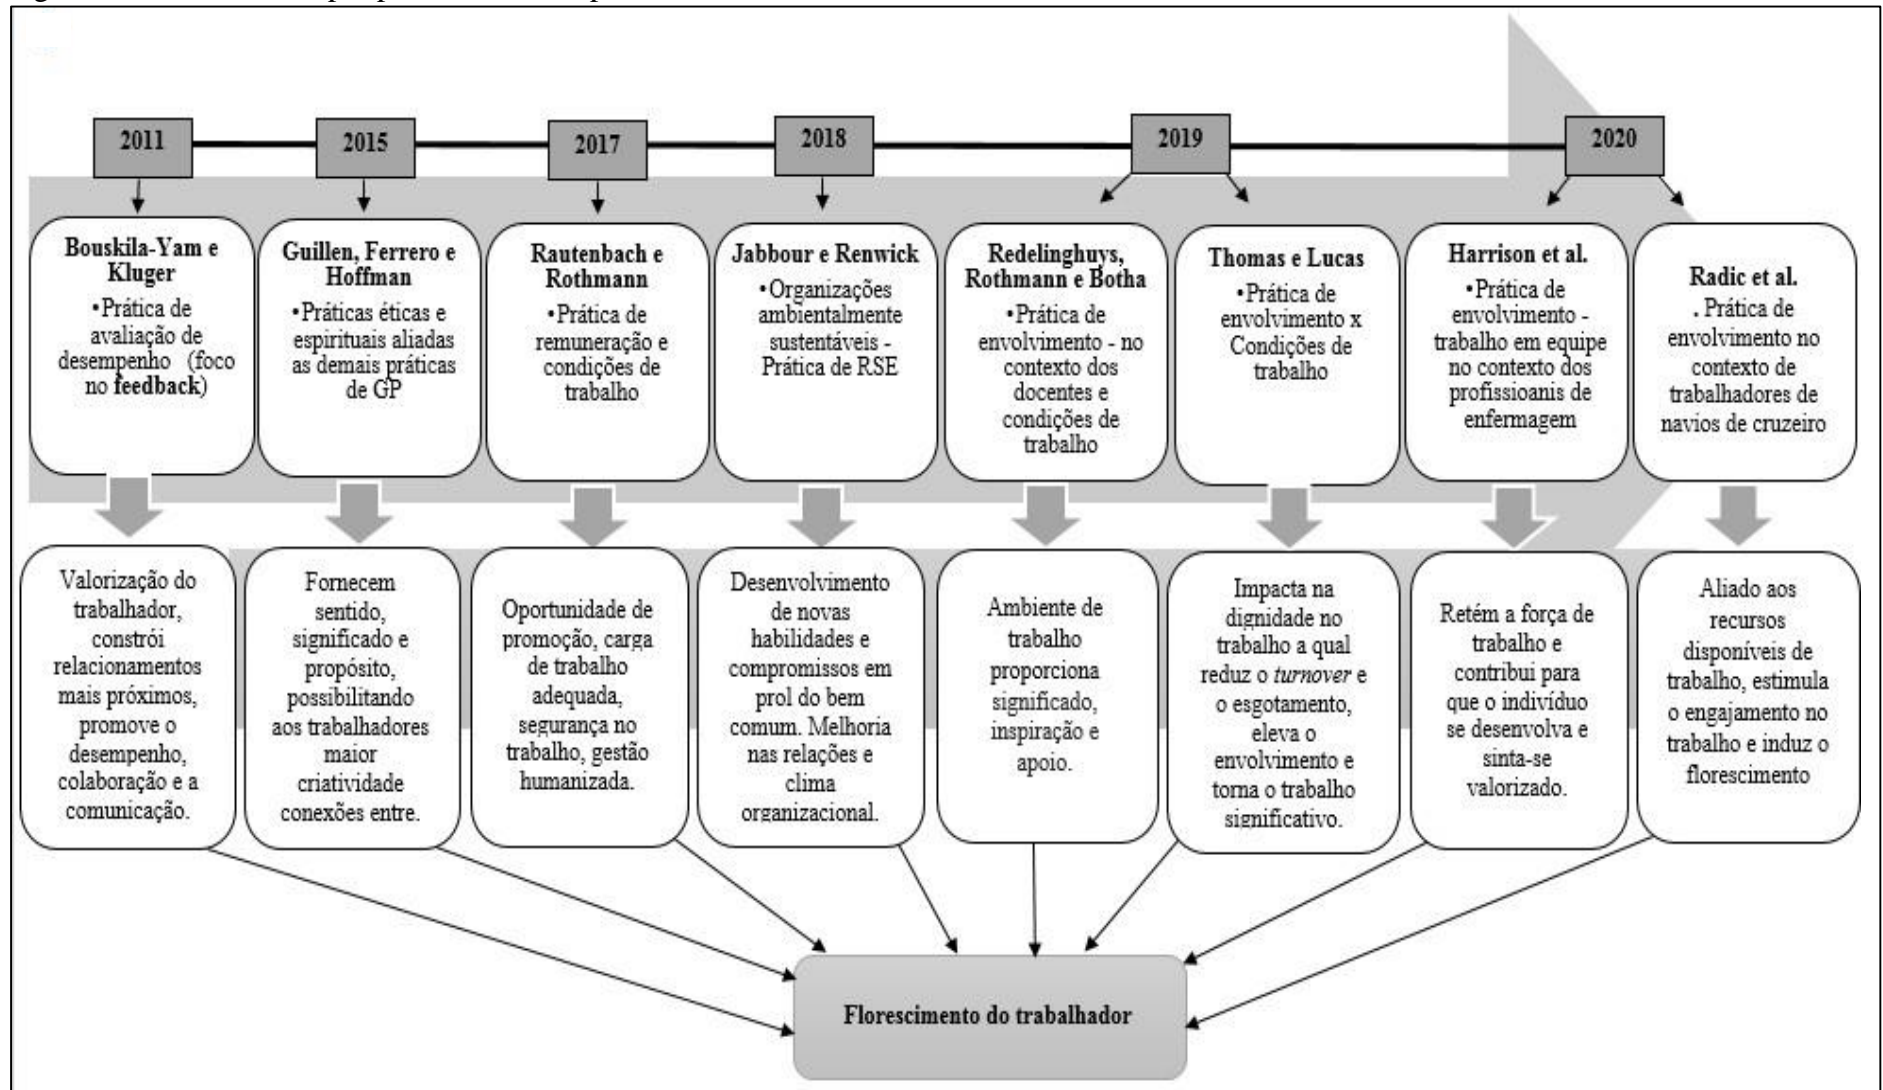 2011
2015
2017
2018
2019
2020
Bouskila-Yam e
Kluger
•Prática de
avaliação de
desempenho (foco
no feedback)
Guillen, Ferrero e
Hoffman
•Práticas éticas e
espirituais aliadas
as demais práticas
de GP
Rautenbach e
Rothmann
•Prática de
remuneração e
condições de
trabalho
Jabbour e Renwick
•Organizações
ambientalmente
sustentáveis -
Prática de RSE
Redelinghuys,
Rothmann e Botha
•Prática de
envolvimento - no
contexto dos
docentes e
condições de
trabalho
Thomas e Lucas
•Prática de
envolvimento x
Condições de
trabalho
Harrison et al.
•Prática de
envolvimento -
trabalho em equipe
no contexto dos
profissioanis de
enfermagem
Radic et al.
. Prática de
envolvimento no
contexto de
trabalhadores de
navios de cruzeiro
Valorização do
trabalhador,
constrói
relacionamentos
mais próximos,
promove o
desempenho,
colaboração e a
comunicação.
Fornecem
sentido,
significado e
propósito,
possibilitando
aos trabalhadores
maior
criatividade
conexões entre.
Oportunidade de
promoção, carga
de trabalho
adequada,
segurança no
trabalho, gestão
humanizada.
Desenvolvimento
de novas
habilidades e
compromissos em
prol do bem
comum. Melhoria
nas relações e
clima
organizacional.
Ambiente de
trabalho
proporciona
significado,
inspiração e
apoio.
Impacta na
dignidade no
trabalho a qual
reduz o turnover e
o esgotamento,
eleva o
envolvimento e
torna o trabalho
significativo.
Retém a força de
trabalho e
contribui para
que o indivíduo
se desenvolva e
sinta-se
valorizado.
Aliado aos
recursos
disponíveis de
trabalho, estimula
o engajamento no
trabalho e induz o
florescimento
Florescimento do trabalhador